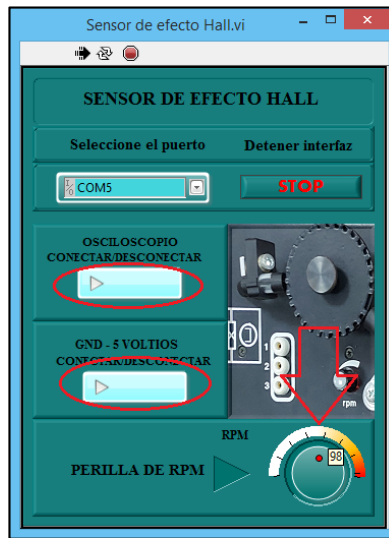 Sensor de efecto Hall.vi
SENSOR DE EFECTO HALL
Seleccione el puerto Detener interfaz
I/O COM5 STOP
OSCILOSCOPIO
CONECTAR/DESCONECTAR
GND - 5 VOLTIOS
CONECTAR/DESCONECTAR
1
2
3
rpm
RPM
PERILLA DE RPM
98